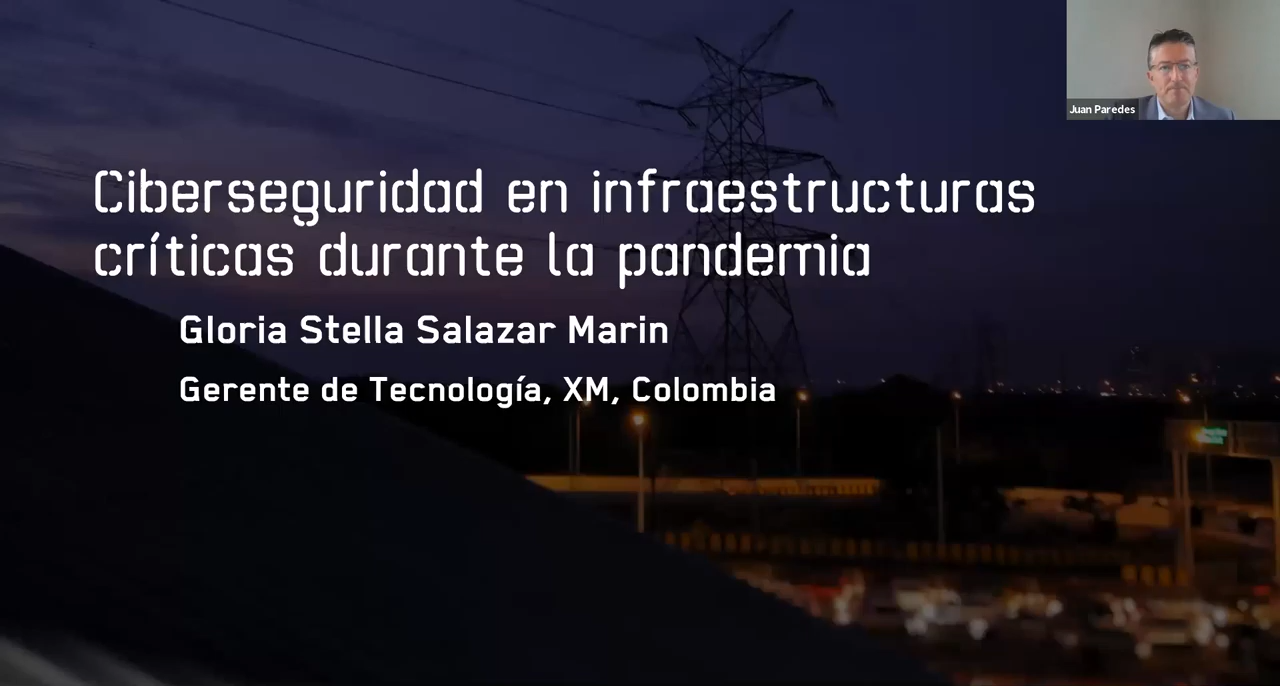 Ciberseguridad en infraestructuras
críticas durante la pandemia
Gloria Stella Salazar Marin
Gerente de Tecnología, XM, Colombia
Juan Paredes